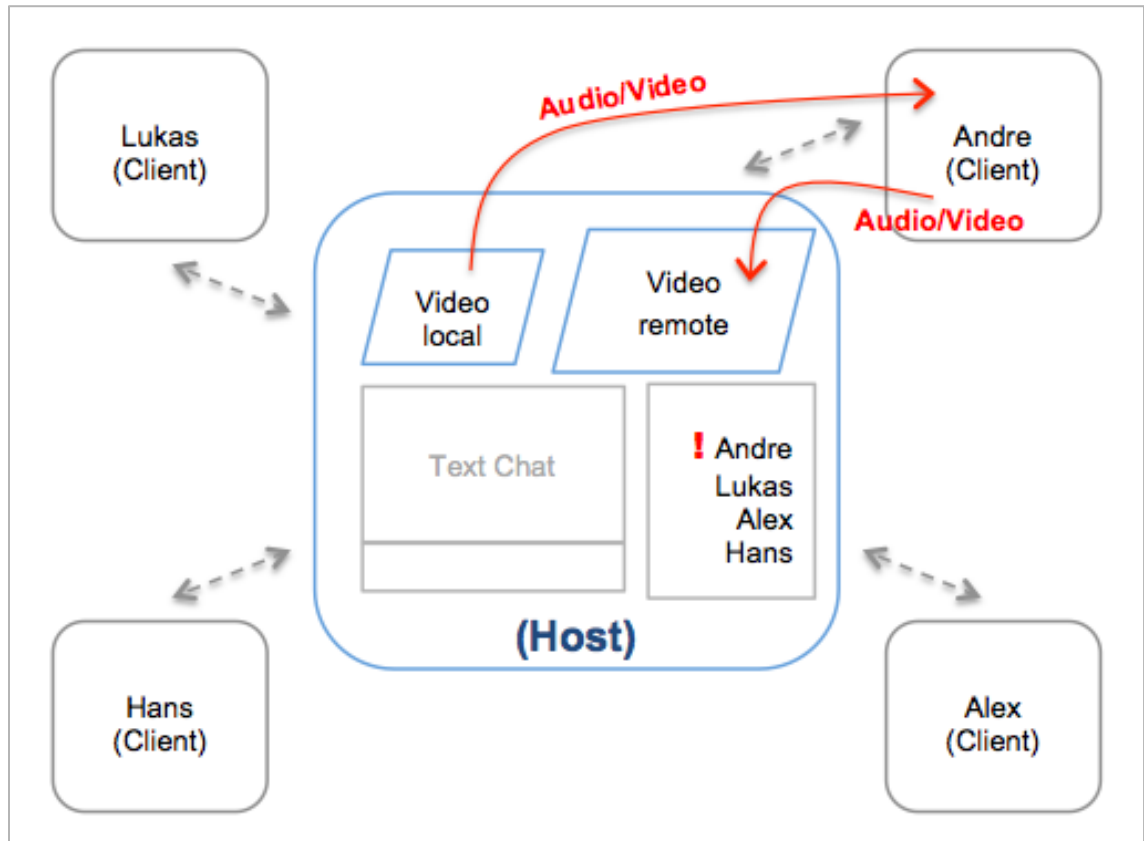 Lukas
(Client)
Audio/Video
Andre
(Client)
Audio/Video
Video
local
Video
remote
Text Chat
! Andre
Lukas
Alex
Hans
(Host)
Hans
(Client)
Alex
(Client)